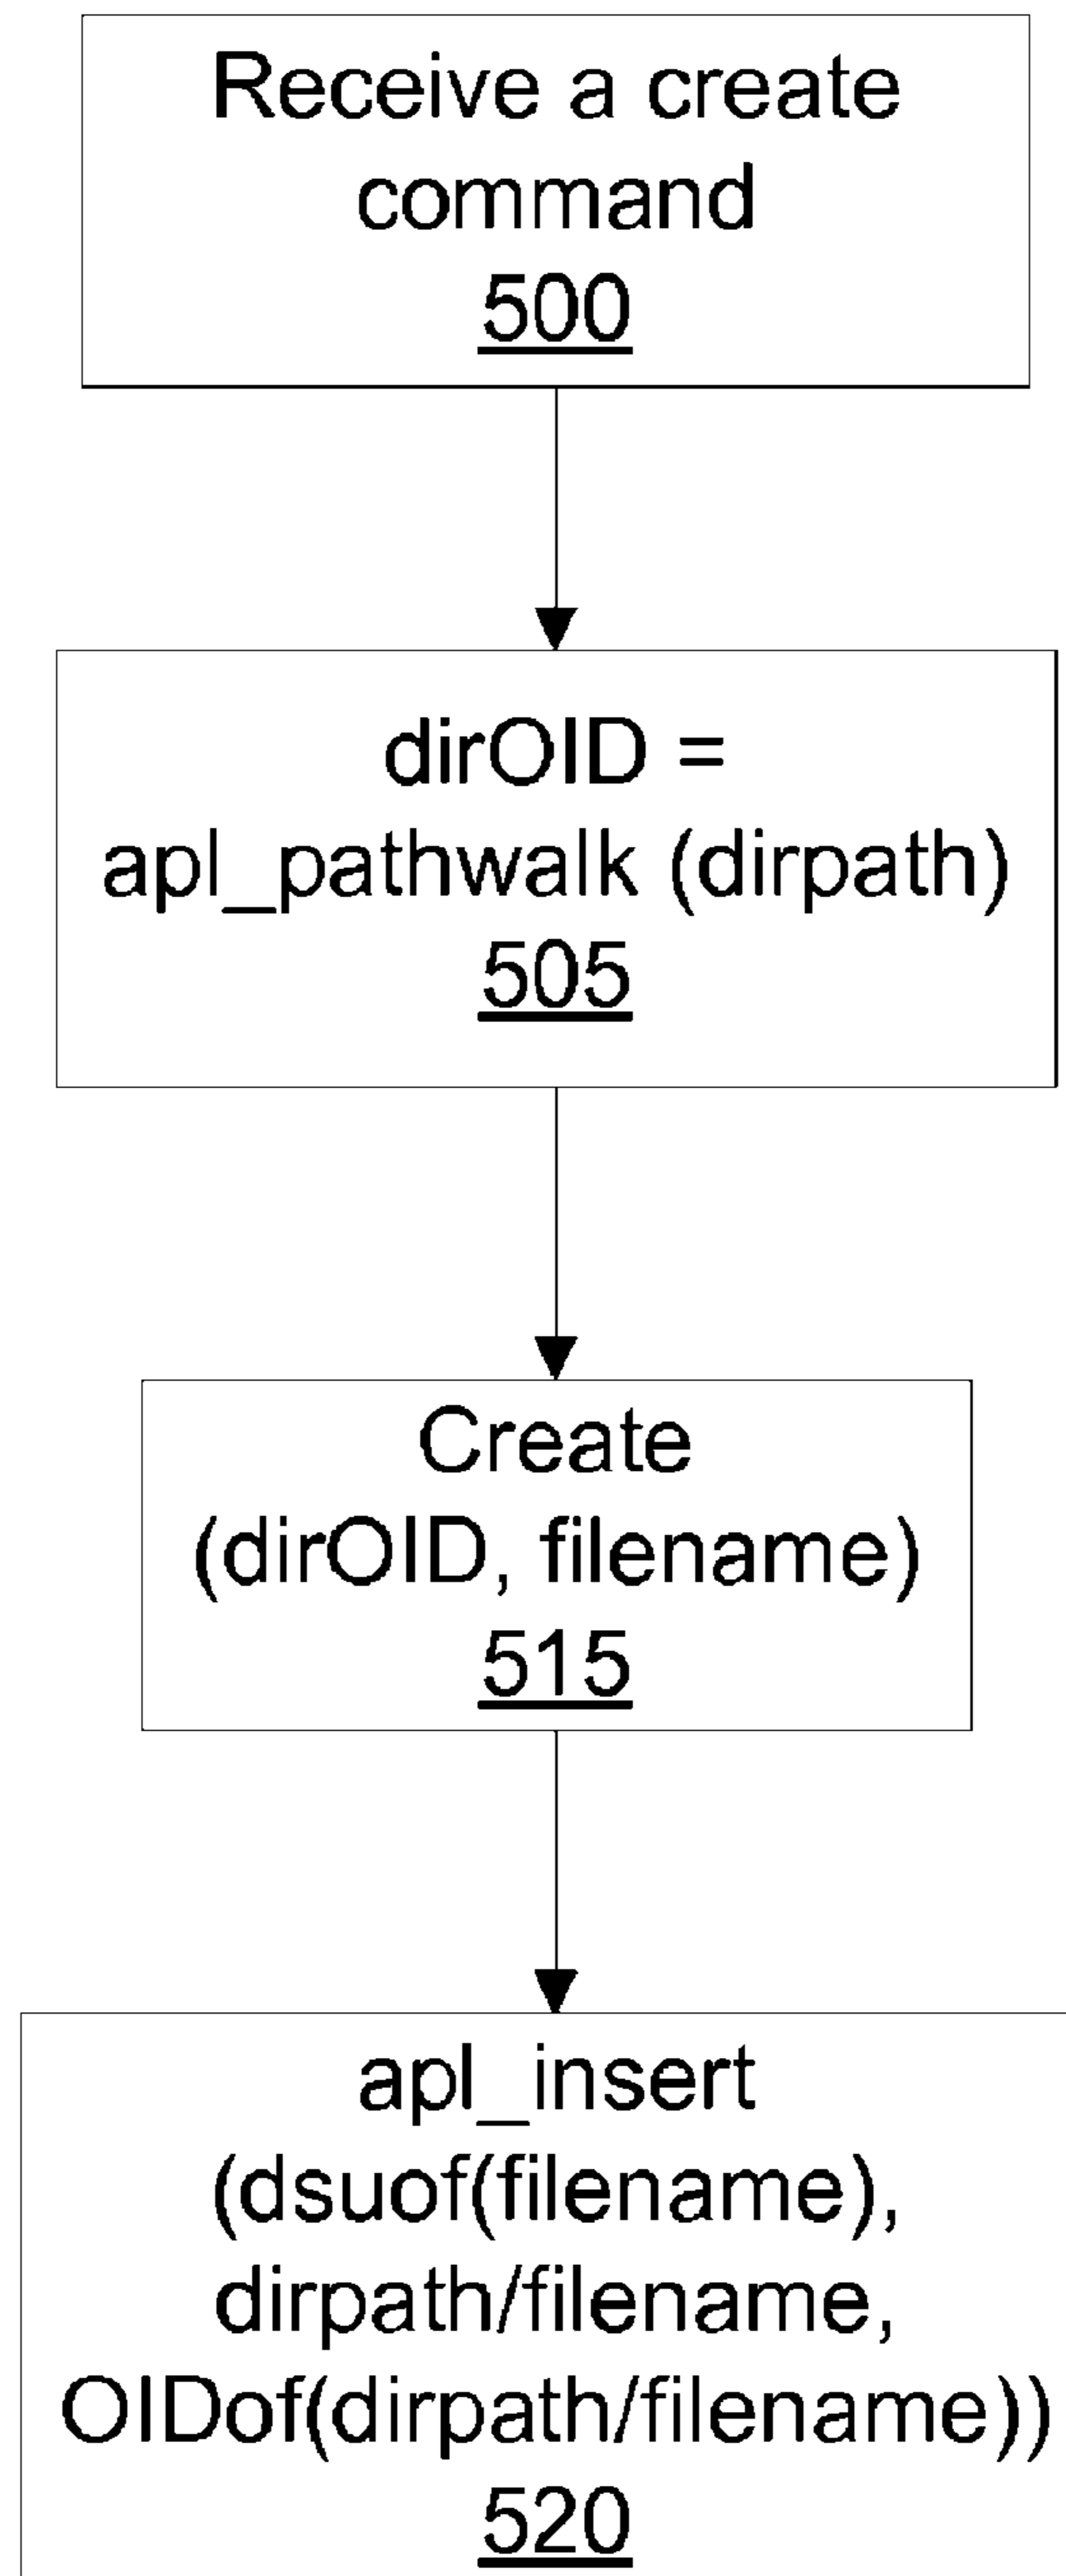 Receive a create
command
500
dirOID =
apl_pathwalk (dirpath)
505
Create
(dirOID, filename)
515
apl_insert
(dsuof(filename),
dirpath/filename,
OIDof(dirpath/filename))
520